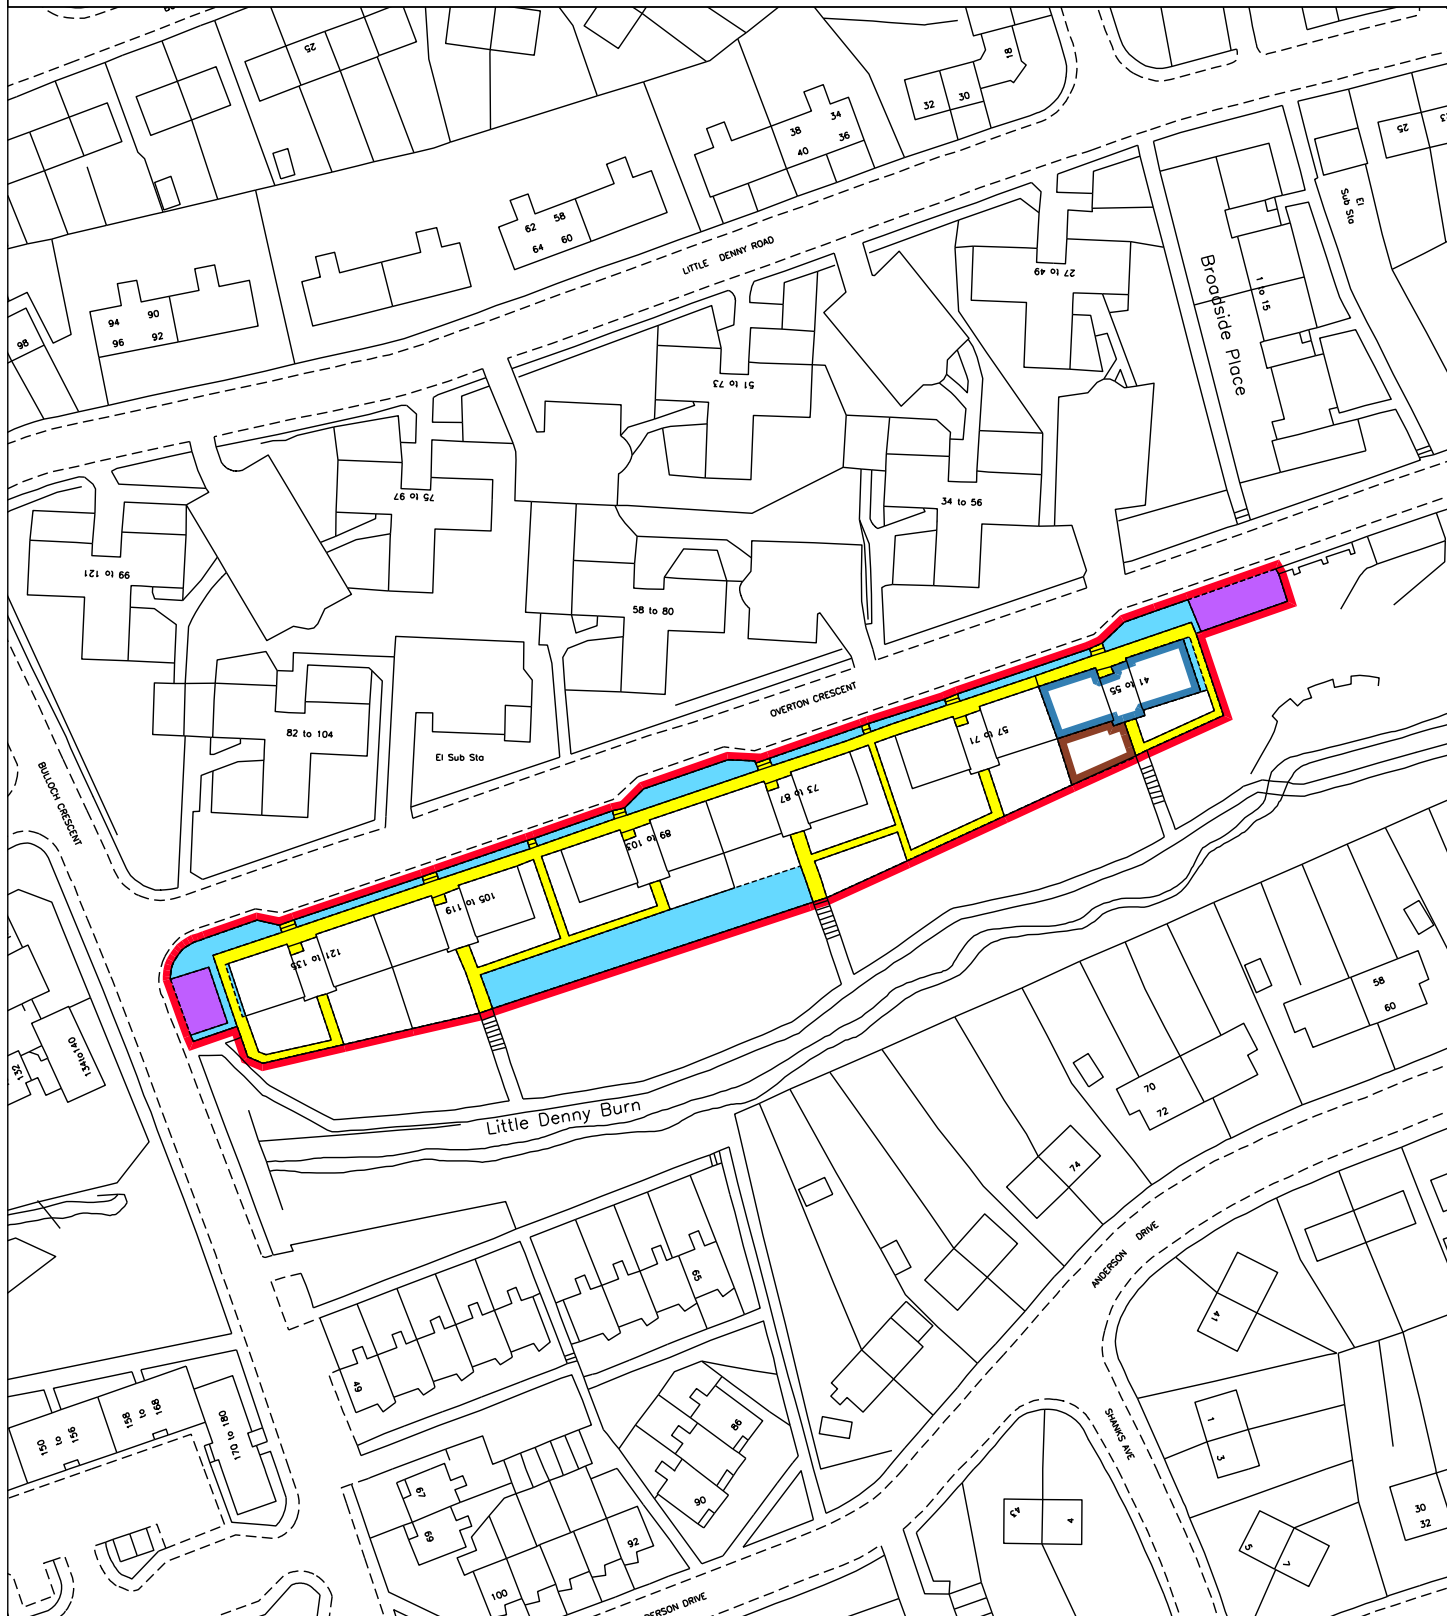 25
18
32
30
38
34
40
36
62
58
64
60
LITTLE DENNY ROAD
94
90
96
92
98
El
Sub Sta
25
27 to 49
Broadside Place
1 to 15
51 to 73
75 to 97
34 to 56
99 to 121
58 to 80
82 to 104
El Sub Sta
OVERTON CRESCENT
BULLOCH CRESCENT
41 to 55
57 to 71
73 to 87
89 to 103
105 to 119
121 to 135
134to140
132
Little Denny Burn
58
60
70
72
74
ANDERSON DRIVE
65
49
41
SHANKS AVE
1
3
150 to 156
158 to 168
170 to 180
67
69
86
90
92
100
43
4
5
7
30
32